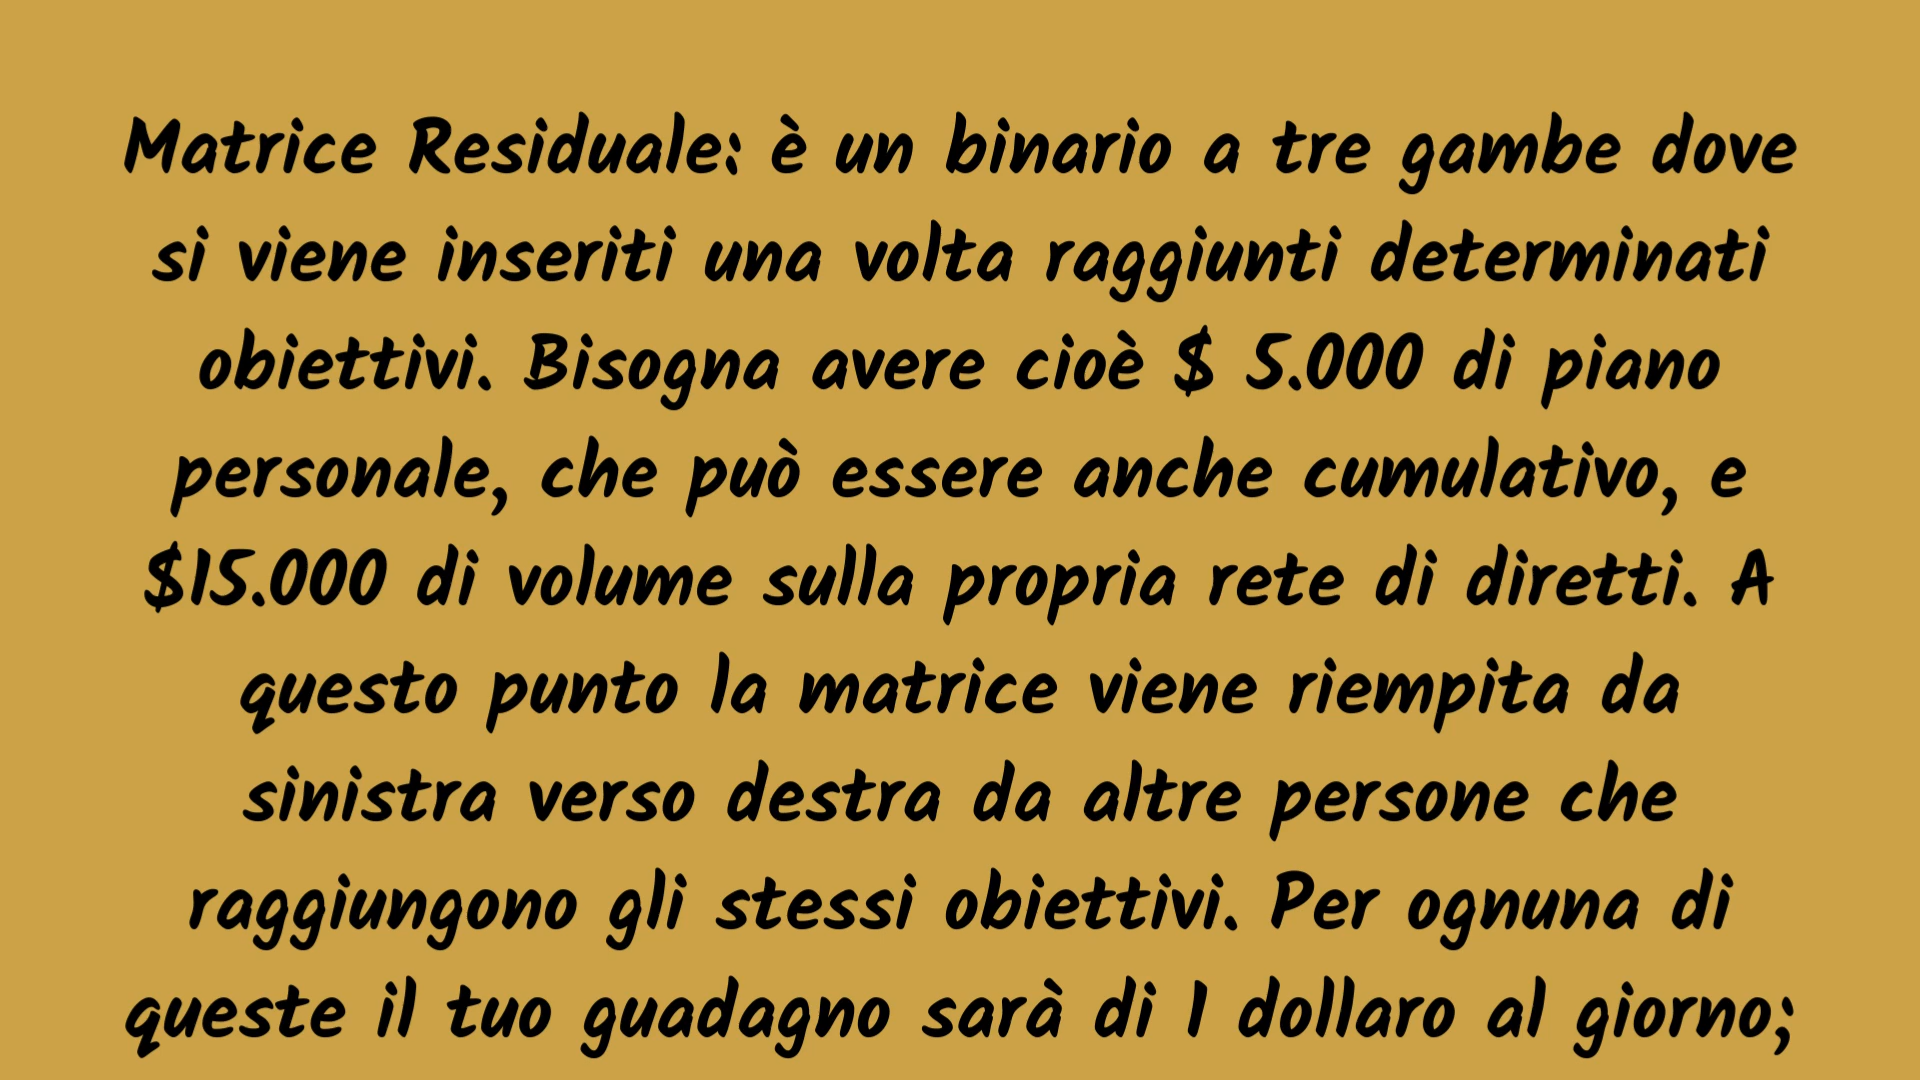 Matrice Residuale: è un binario a tre gambe dove
si viene inseriti una volta raggiunti determinati
obiettivi. Bisogna avere cioè $ 5.000 di piano
personale, che può essere anche cumulativo, e
$15.000 di volume sulla propria rete di diretti. A
questo punto la matrice viene riempita da
sinistra verso destra da altre persone che
raggiungono gli stessi obiettivi. Per ognuna di
queste il tuo guadagno sarà di 1 dollaro al giorno;